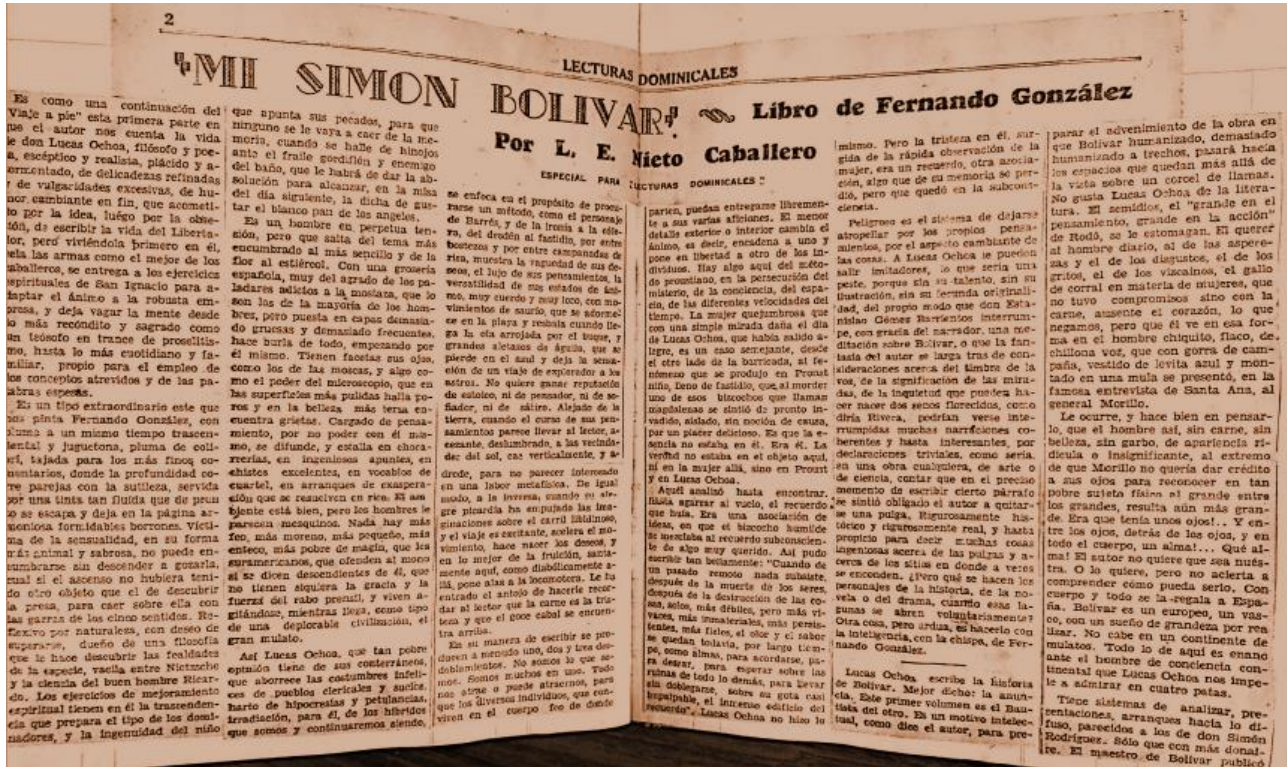 2
LECTURAS DOMINICALES
"MI SIMON BOLIVAR".
Libro de Fernando González
Por L. E. Nieto Caballero
ESPECIAL PARA "LECTURAS DOMINICALES"
Es como una continuación del
"Viaje a pie" esta primera parte en
que el autor nos cuenta la vida
de don Lucas Ochoa, filósofo y poe-
ta, escéptico y realista, plácido y a-
tormentado, de delicadezas refinadas
y de vulgaridades excesivas, de hu-
mor cambiante en fin, que acometi-
do por la idea, luégo por la obse-
sión, de escribir la vida del Liberta-
dor, pero viviéndola primero en él,
vela las armas como el mejor de los
caballeros, se entrega a los ejercicios
espirituales de San Ignacio para a-
daptar el ánimo a la robusta em-
presa, y deja vagar la mente desde
lo más recóndito y sagrado como
un teósofo en trance de proselitis-
mo, hasta lo más cuotidiano y fa-
miliar, propio para el empleo de
los conceptos atrevidos y de las pa-
labras espesas.
Es un tipo extraordinario este que
nos pinta Fernando González, con
pluma a un mismo tiempo trascen-
dental y juguetona, pluma de coli-
brí, tajada para los más finos co-
mentarios, donde la profundidad co-
rre parejas con la sutileza, servida
por una tinta tan flúida que de pron
to se escapa y deja en la página ar-
moniosa formidables borrones. Vícti-
ma de la sensualidad, en su forma
más animal y sabrosa, no puede en-
cumbrarse sin descender a gozarla,
cual si el ascenso no hubiera teni-
do otro objeto que el de descubrir
la presa, para caer sobre ella con
las garras de los cinco sentidos. Re-
flexivo por naturaleza, con deseo de
superarse, dueño de una filosofía
que le hace descubrir las fealdades
de la especie, vacila entre Nietzsche
y la ciencia del buen hombre Ricar-
do. Los ejercicios de mejoramiento
espiritual tienen en él la trascenden-
cia que prepara el tipo de los domi-
nadores, y la ingenuidad del niño
que apunta sus pecados, para que
ninguno se le vaya a caer de la me-
moria, cuando se halle de hinojos
ante el fraile gordiflón y enemigo
del baño, que le habrá de dar la ab-
solución para alcanzar, en la misa
del día siguiente, la dicha de gus-
tar el blanco pan de los angeles.
Es un hombre en perpetua ten-
sión, pero que salta del tema más
encumbrado al más sencillo y de la
flor al estiércol. Con una grosería
española, muy del agrado de los pa-
ladares adictos a la mostaza, que lo
son los de la mayoría de los hom-
bres, pero puesta en capas demasia-
do gruesas y demasiado frecuentes,
hace burla de todo, empezando por
él mismo. Tienen facetas sus ojos,
como los de las moscas, y algo co-
mo el poder del microscopio, que en
las superficies más pulidas halla po-
ros y en la belleza más tersa en-
cuentra grietas. Cargado de pensa-
miento, por no poder con él mis-
mo, se difunde, y estalla en choca-
rrerías, en ingeniosos apuntes, en
chistes excelentes, en vocablos de
cuartel, en arranques de exaspera-
ción que se resuelven en risa. El am
biente está bien, pero los hombres le
parecen mezquinos. Nada hay más
feo, más moreno, más pequeño, más
enteco, más pobre de magín, que los
suramericanos, que ofenden al mono
si se dicen descendientes de él, que
no tienen siquiera la gracia y la
fuerza del rabo prensil, y viven a-
gitándose, mientras llega, como tipo
de una deplorable civilización, el
gran mulato.
Así Lucas Ochoa, que tan pobre
opinión tiene de sus conterráneos,
que aborrece las costumbres infeli-
ces de pueblos clericales y sucios,
harto de hipocresías y petulancias,
irradiación, para él, de los híbridos
que somos y continuaremos siendo,
se enfoca en el propósito de procu-
rarse un método, como el personaje
de Barrés, y de la ironía a la cóle-
ra, del drodón al fastidio, por entre
bostezos y por entre campanadas de
risa, muestra la vaguedad de sus de-
seos, el lujo de sus pensamientos, la
versatilidad de sus estados de áni-
mo, muy cuerdo y muy loco, con mo-
vimientos de saurio, que se adorme-
ce en la playa y resbala cuando lle-
ga la ola arrojada por el buque, y
grandes aletazos de águila, que se
pierde en el azul y deja la sensa-
ción de un viaje de explorador a los
astros. No quiere ganar reputación
de estoico, ni de pensador, ni de so-
ñador, ni de sátiro. Alejado de la
tierra, cuando el curso de sus pen-
samientos parece llevar al lector, a-
cezante, deslumbrado, a las vecinda-
des del sol, cae verticalmente, y a-
drede, para no parecer interesado
en una labor metafísica. De igual
modo, a la inversa, cuando su ale-
gre picardía ha empujado las ima-
ginaciones sobre el carril libidinoso,
y el viaje es excitante, acelera el mo-
vimiento, hace nacer los deseos, y
en lo mejor de la fruición, santa-
mente aquí, como diabólicamente a-
llá, pone alas a la locomotora. Le ha
entrado el antojo de hacerle recor-
dar al lector que la carne es la tris-
teza y que el goce cabal se encuen-
tra arriba.
En su manera de escribir se pro-
ducen a menudo uno, dos y tres des-
doblamientos. No somos lo que so-
mos. Somos muchos en uno. Todo
nos atrae o puede atraernos, para
que los diversos individuos, que con-
viven en el cuerpo feo de donde
parten, puedan entregarse libremen-
te a sus varias aficiones. El menor
detalle exterior o interior cambia el
ánimo, es decir, encadena a uno y
pone en libertad a otro de los in-
dividuos. Hay algo aquí del méto-
do proustiano, en la persecución del
misterio, de la conciencia, del espa-
cio, de las diferentes velocidades del
tiempo. La mujer quejumbrosa que
con una simple mirada daña el día
de Lucas Ochoa, que había salido a-
legre, es un caso semejante, desde
el otro lado de la barricada, al fe-
nómeno que se produjo en Proust
niño, lleno de fastidio, que, al morder
uno de esos bizcochos que llaman
magdalenas se sintió de pronto in-
vadido, aislado, sin noción de causa,
por un placer delicioso. Es que la e-
sencia no estaba en él. Era él. La
verdad no estaba en el objeto aquí,
ni en la mujer allá, sino en Proust
y en Lucas Ochoa.
Aquél analizó hasta encontrar,
hasta agarrar al vuelo, el recuerdo
que huía. Era una asociación de
ideas, en que el bizcocho humilde
se mezclaba al recuerdo subconscien-
te de algo muy querido. Así pudo
escribir tan bellamente: "Cuando de
un pasado remoto nada subsiste,
después de la muerte de los seres,
después de la destrucción de las co-
sas, solos, más débiles, pero más vi-
vaces, más inmateriales, más persis-
tentes, más fieles, el olor y el sabor
se quedan todavía, por largo tiem-
po, como almas, para acordarse, pa-
ra desear, para esperar sobre las
ruinas de todo lo demás, para llevar
sin doblegarse, sobre su gota casi
impalpable, el inmenso edificio del
recuerdo". Lucas Ochoa no hizo lo
mismo. Pero la tristeza en él, sur-
gida de la rápida observación de la
mujer, era un recuerdo, otra asocia-
ción, algo que de su memoria se per-
dió, pero que quedó en la subcon-
ciencia.
Peligroso es el sistema de dejarse
atropellar por los propios pensa-
mientos, por el aspecto cambiante de
las cosas. A Lucas Ochoa le pueden
salir imitadores, lo que sería una
peste, porque sin su talento, sin su
ilustración, sin su fecunda originali-
dad, del propio modo que don Esta-
nislao Gómez Barrientos interrum-
pe, con gracia del narrador, una me-
ditación sobre Bolívar, o que la fan-
tasía del autor se larga tras de con-
sideraciones acerca del timbre de la
voz, de la significación de las mira-
das, de la inquietud que pueden ha-
cer nacer dos senos florecidos, como
diría Rivera, podrían verse inte-
rrumpidas muchas narraciones co-
herentes y hasta interesantes, por
declaraciones triviales, como sería,
en una obra cualquiera, de arte o
de ciencia, contar que en el preciso
momento de escribir cierto párrafo
se sintió obligado el autor a quitar-
se una pulga. Rigurosamente his-
tórico y rigurosamente real, y hasta
propicio para decir muchas cosas
ingeniosas acerca de las pulgas y a-
cerca de los sitios en donde a veces
se esconden. ¿Pero qué se hacen los
personajes de la historia, de la no-
vela o del drama, cuando esas la-
gunas se abren voluntariamente?
Otra cosa, pero ardua, es hacerlo con
la inteligencia, con la chispa, de Fer-
nando González.
Lucas Ochoa escribe la historia
de Bolívar. Mejor dicho: la anun-
cia. Este primer volumen es el Bau-
tista del otro. Es un motivo intelec-
tual, como dice el autor, para pre-
parar el advenimiento de la obra en
que Bolívar humanizado, demasiado
humanizado a trechos, pasará hacia
los espacios que quedan más allá de
la vista sobre un corcel de llamas.
No gusta Lucas Ochoa de la litera-
tura. El semidios, el "grande en el
pensamiento, grande en la acción"
de Rodó, se le estomagan. El querer
al hombre diario, al de las aspere-
zas y el de los disgustos, el de los
gritos, el de los vizcaínos, el gallo
de corral en materia de mujeres, que
no tuvo compromisos sino con la
carne, ausente el corazón, lo que
negamos, pero que él ve en esa for-
ma en el hombre chiquito, flaco, de
chillona voz, que con gorra de cam-
paña, vestido de levita azul y mon-
tado en una mula se presentó, en la
famosa entrevista de Santa Ana, al
general Morillo.
Le ocurre, y hace bien en pensar-
lo, que el hombre así, sin carne, sin
belleza, sin garbo, de apariencia ri-
dícula o insignificante, al extremo
de que Morillo no quería dar crédito
a sus ojos para reconocer en tan
pobre sujeto físico al grande entre
los grandes, resulta aún más gran-
de. Era que tenía unos ojos!.. Y en-
tre los ojos, detrás de los ojos, y en
todo el cuerpo, un alma!... Qué al-
ma! El autor no quiere que sea nués-
tra. O lo quiere, pero no acierta a
comprender cómo pueda serlo. Con
cuerpo y todo se la regala a Espa-
ña. Bolívar es un europeo, un vas-
co, con un sueño de grandeza por rea
lizar. No cabe en un continente de
mulatos. Todo lo de aquí es enano
ante el hombre de conciencia con-
tinental que Lucas Ochoa nos impe-
le a admirar en cuatro patas.
Tiene sistemas de analizar, pre-
sentaciones, arranques hacia lo di-
fuso, parecidos a los de don Simón
Rodríguez. Sólo que con más donai-
re. El maestro de Bolívar publicó